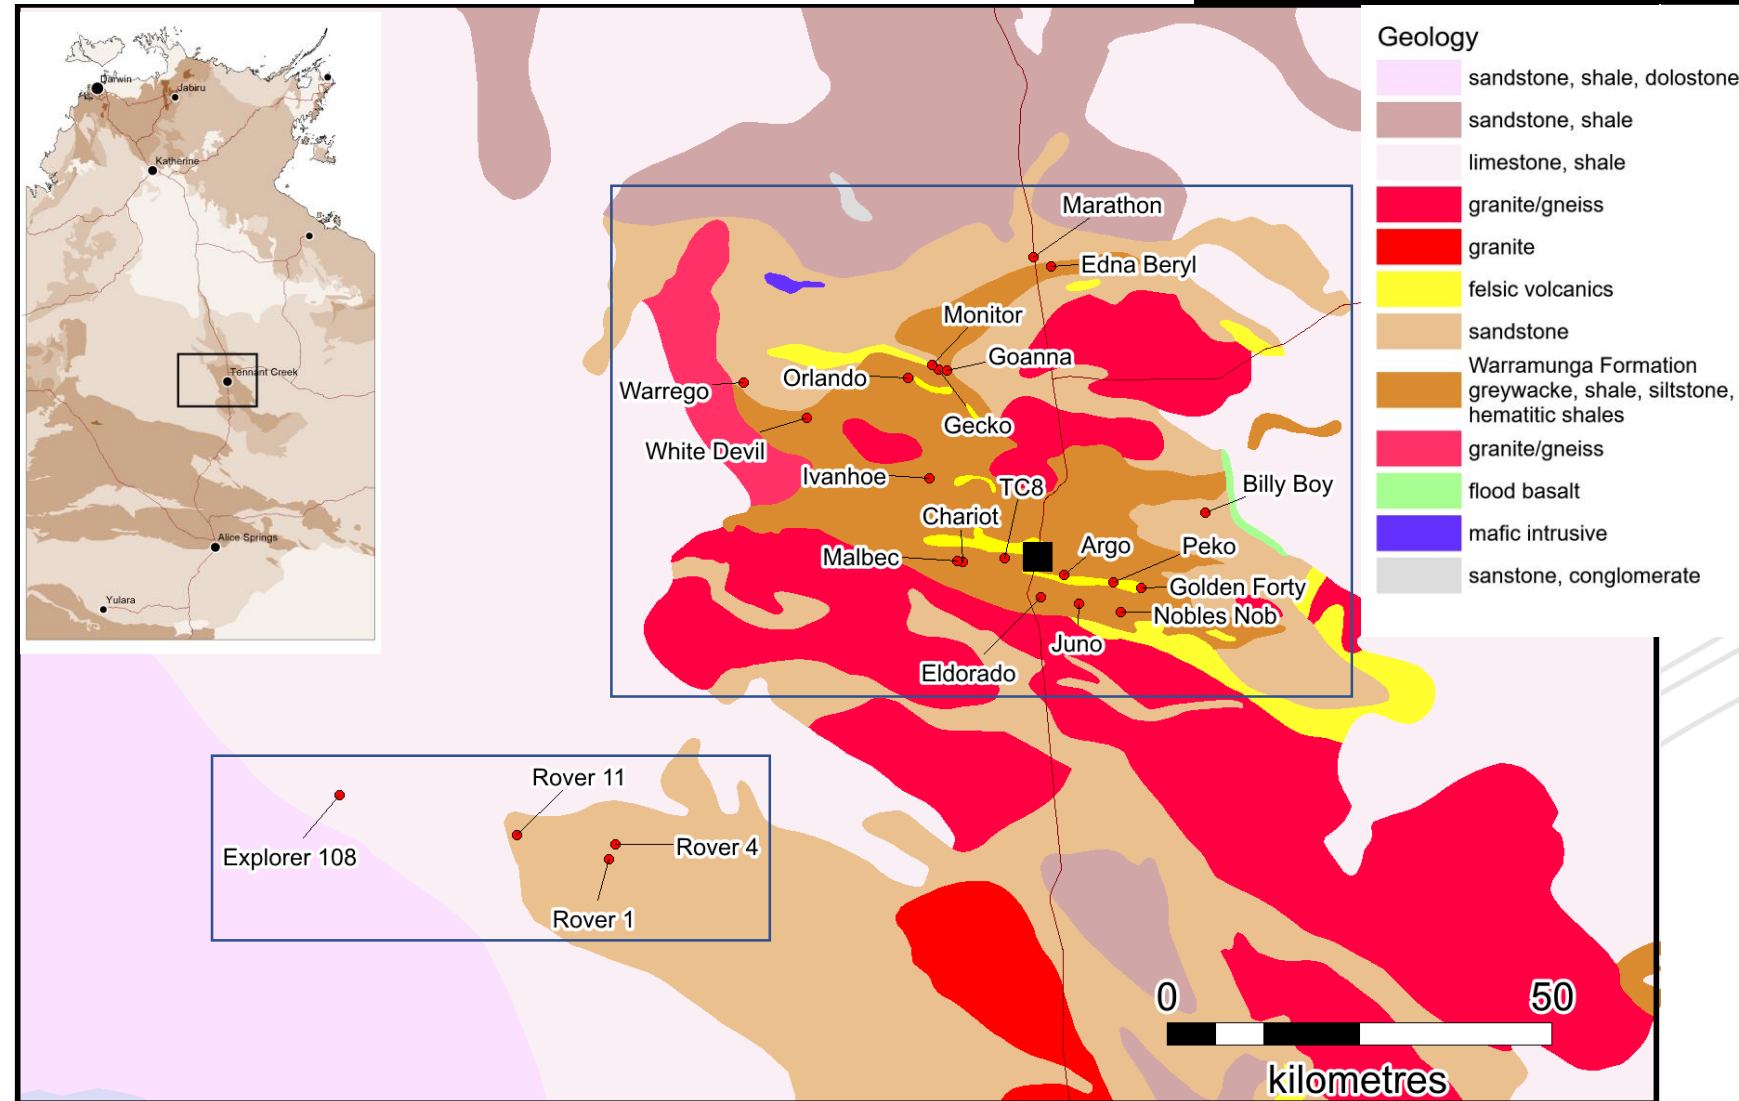 Darwin
Jabiru
Katherine
Tennant Creek
Alice Springs
Yulara
Geology
sandstone, shale, dolostone
sandstone, shale
limestone, shale
granite/gneiss
granite
felsic volcanics
sandstone
Warramunga Formation
greywacke, shale, siltstone,
hematitic shales
granite/gneiss
flood basalt
mafic intrusive
sanstone, conglomerate
Marathon
Edna Beryl
Monitor
Goanna
Orlando
Warrego
Gecko
White Devil
Ivanhoe
TC8
Billy Boy
Chariot
Argo
Peko
Malbec
Golden Forty
Nobles Nob
Juno
Eldorado
Rover 11
Rover 4
Explorer 108
Rover 1
0 50
kilometres